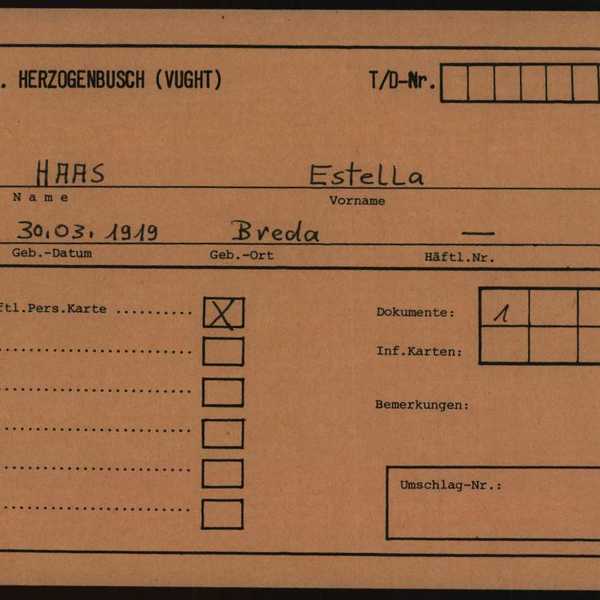 . HERZOGENBUSCH (VUGHT) T/D-Nr.
HAAS Estella
Name Vorname
30.03.1919 Breda —
Geb.-Datum Geb.-Ort Häftl.Nr.
ftl.Pers.Karte .......... X Dokumente: 1
Inf.Karten:
Bemerkungen:
Umschlag-Nr.: